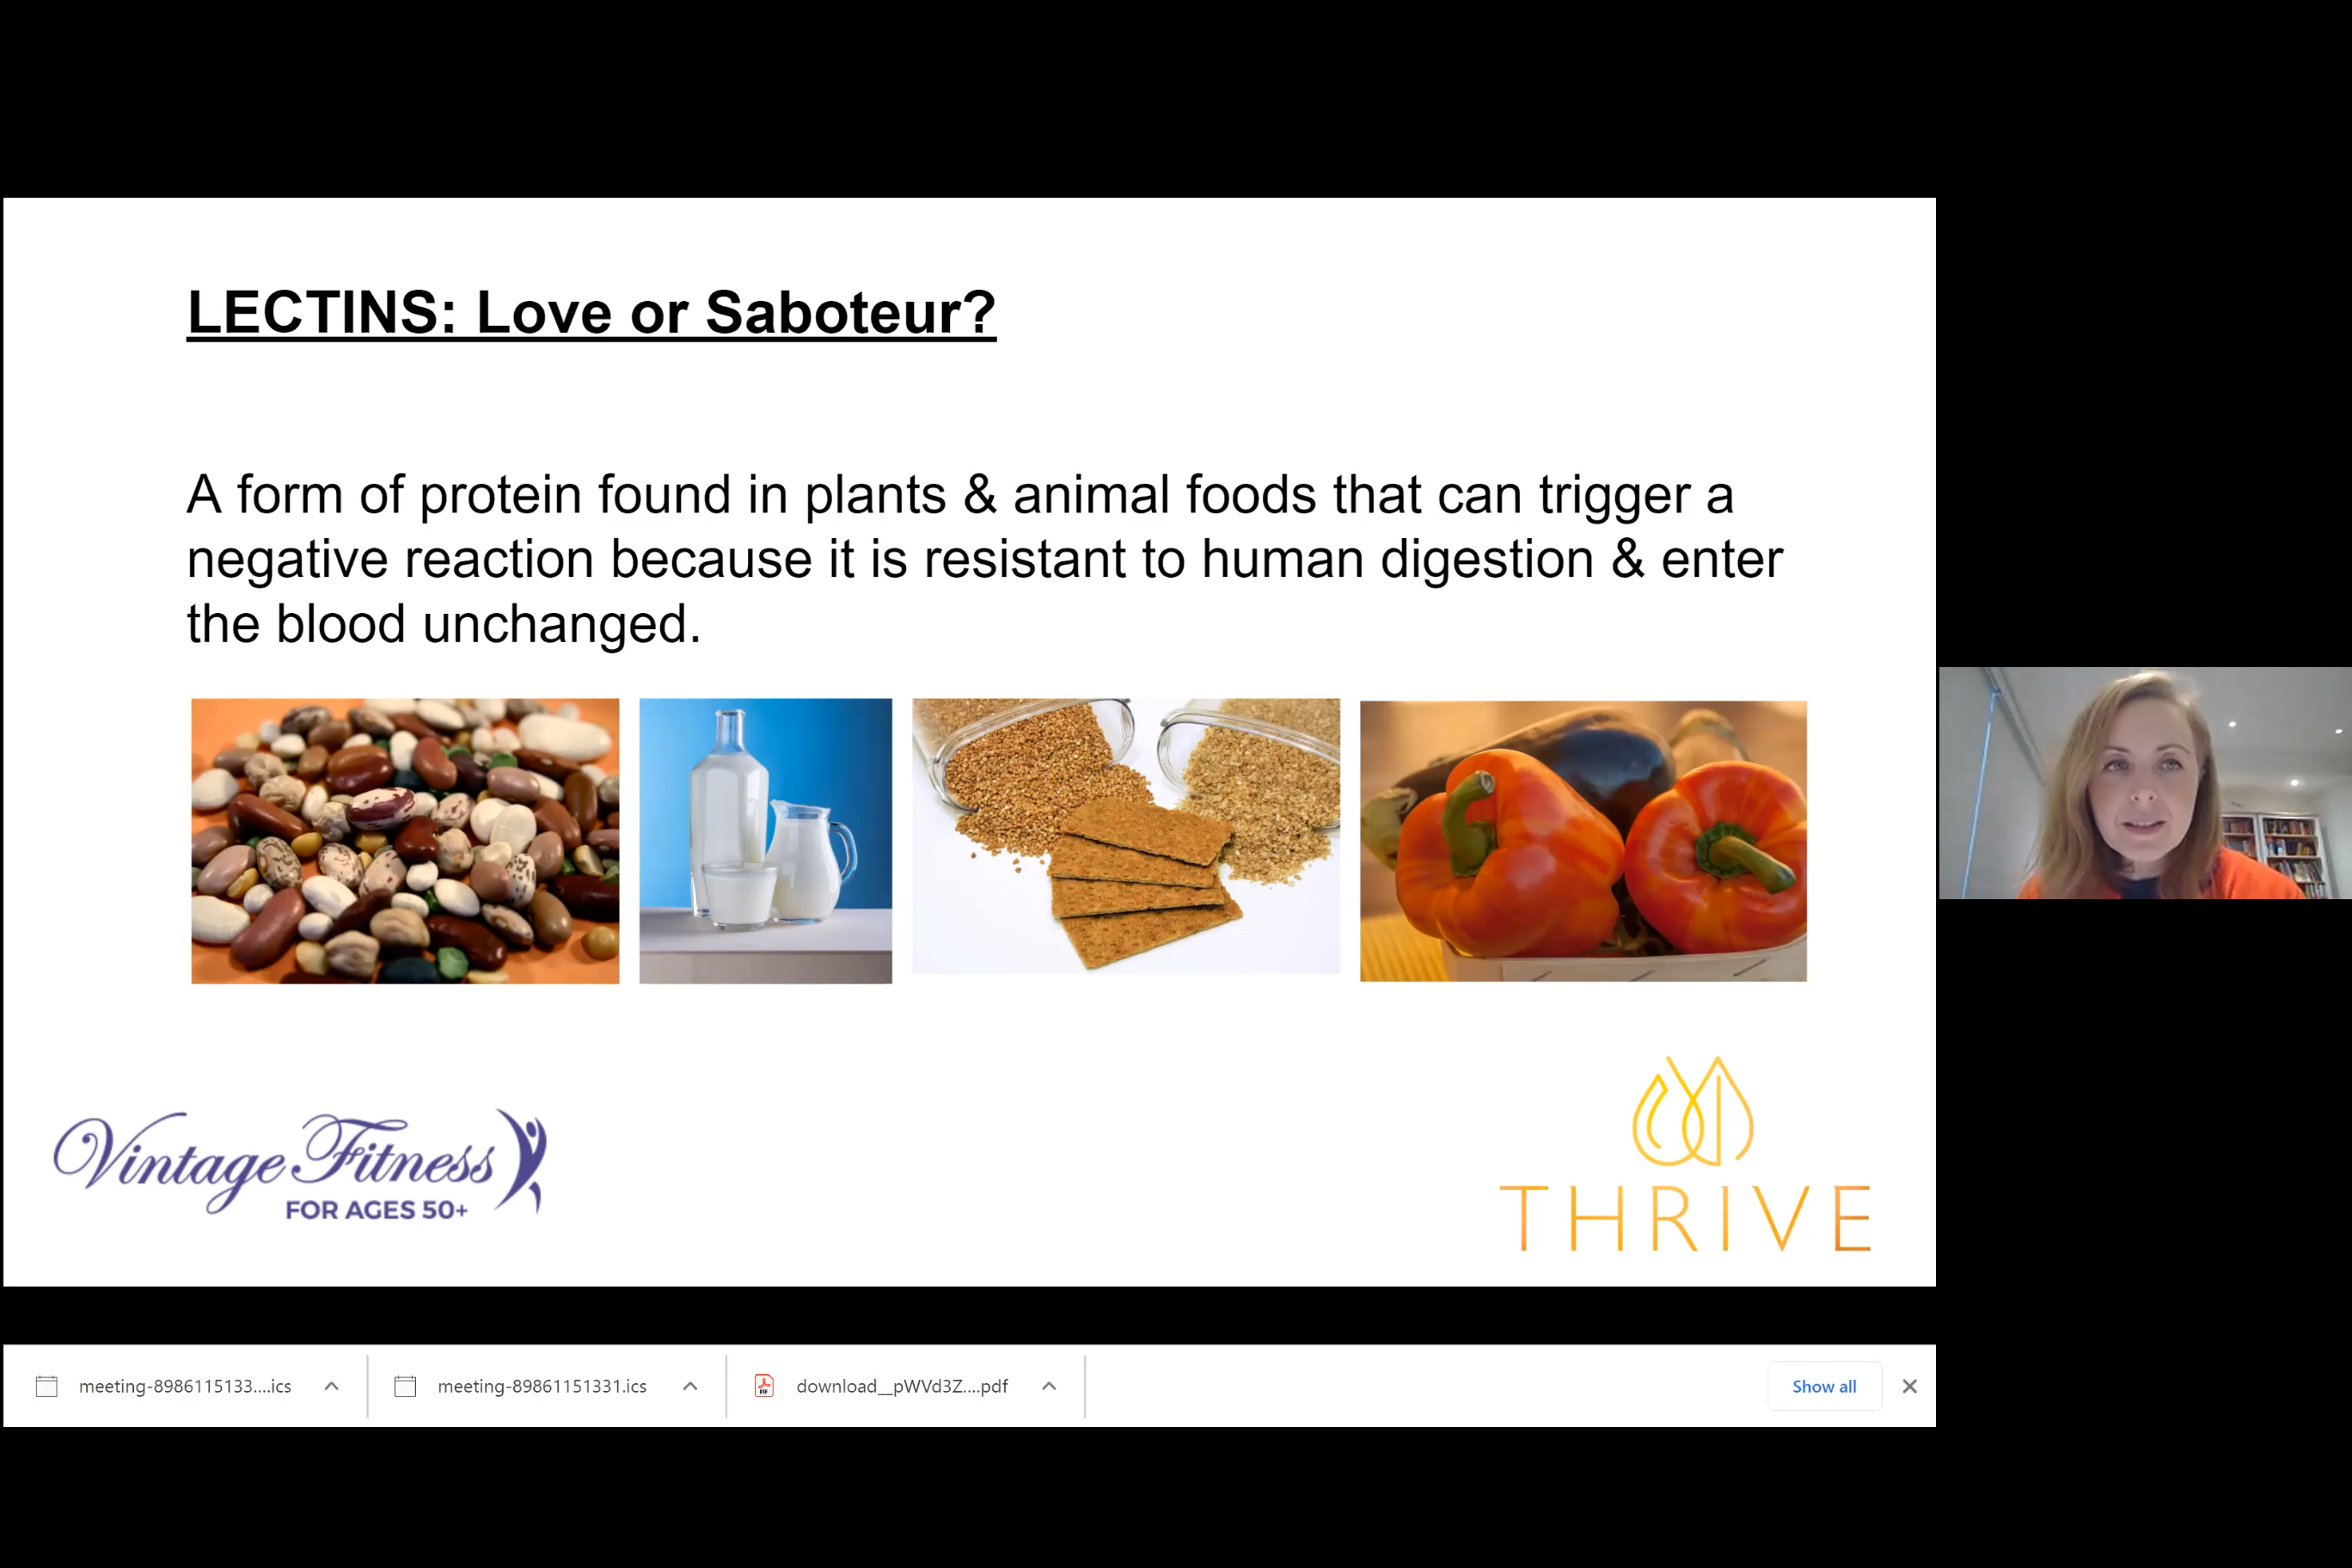 LECTINS: Love or Saboteur?
A form of protein found in plants & animal foods that can trigger a
negative reaction because it is resistant to human digestion & enter
the blood unchanged.
Vintage Fitness
FOR AGES 50+
THRIVE
meeting-8986115133....ics
meeting-89861151331.ics
PDF
download__pWVd3Z....pdf
Show all